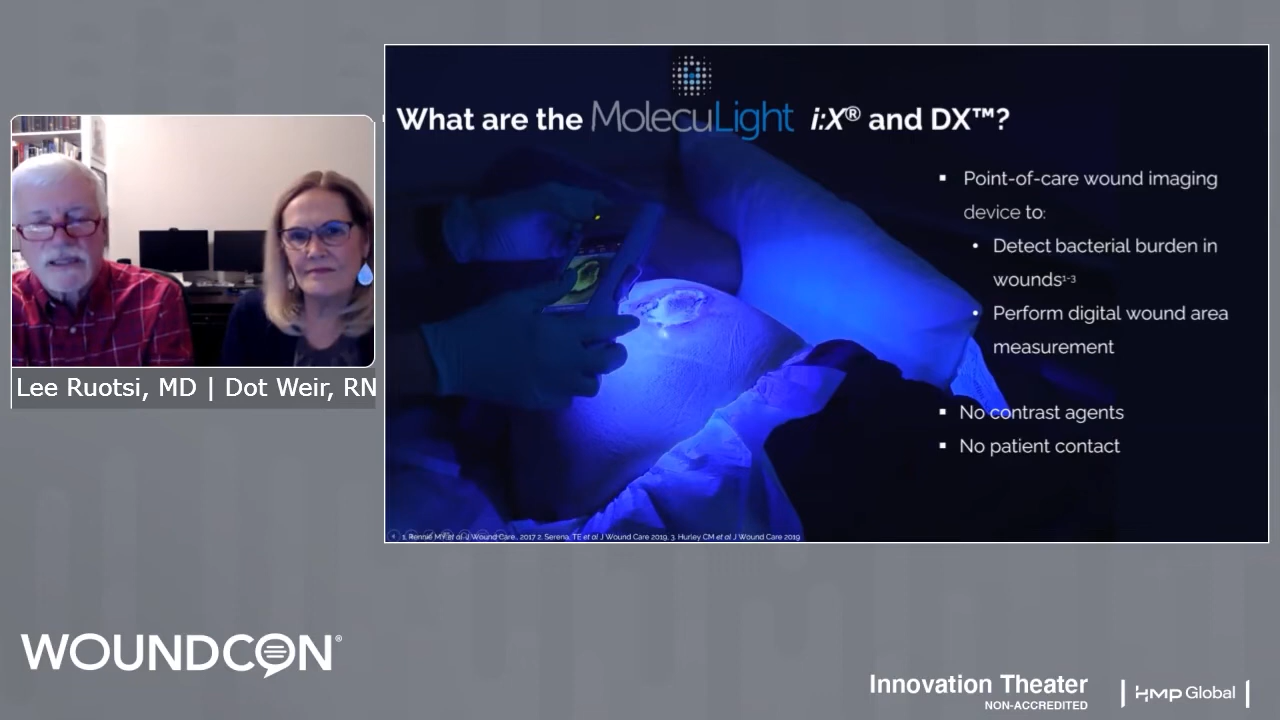 What are the MolecuLight i:X® and DX™?
▪ Point-of-care wound imaging
device to:
• Detect bacterial burden in
wounds1-3
• Perform digital wound area
measurement
▪ No contrast agents
▪ No patient contact
1. Rennie MY et al J Wound Care, 2017 2. Serena, TE et al J Wound Care 2019, 3. Hurley CM et al J Wound Care 2019
Lee Ruotsi, MD | Dot Weir, RN
WOUNDCON®
Innovation Theater
NON-ACCREDITED
HMP Global